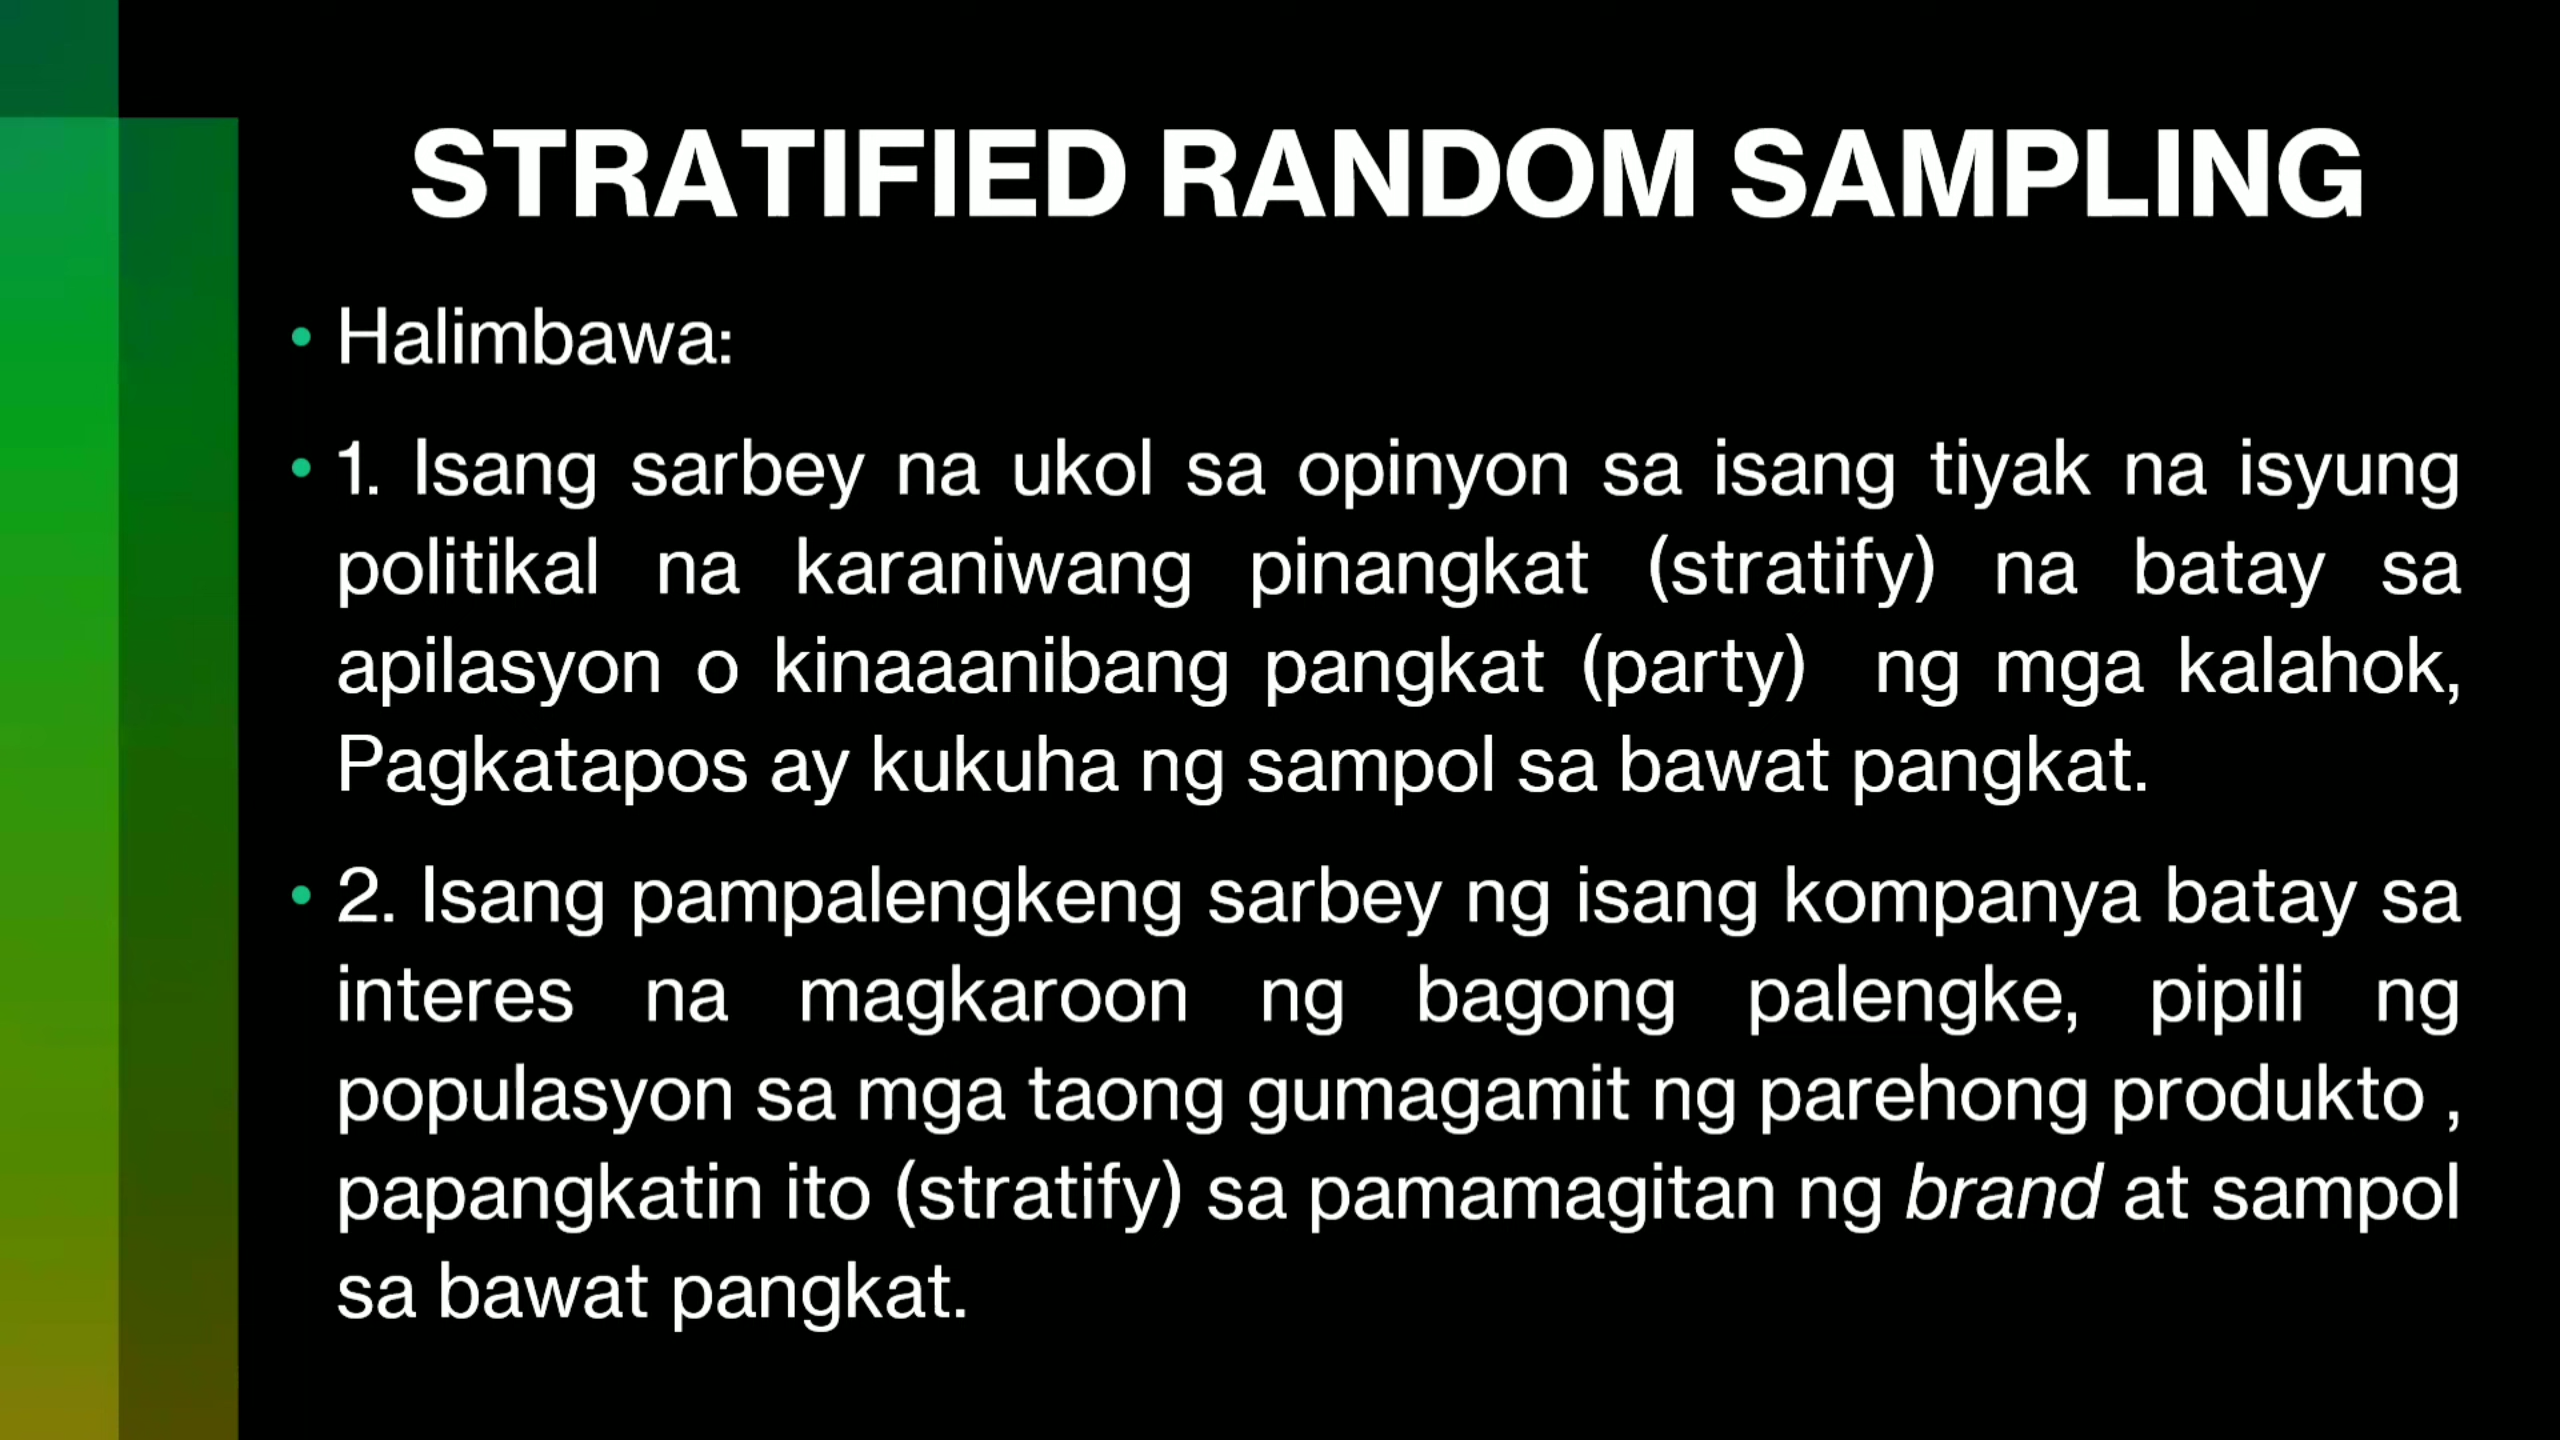 STRATIFIED RANDOM SAMPLING
• Halimbawa:
• 1. Isang sarbey na ukol sa opinyon sa isang tiyak na isyung
politikal na karaniwang pinangkat (stratify) na batay sa
apilasyon o kinaaanibang pangkat (party) ng mga kalahok,
Pagkatapos ay kukuha ng sampol sa bawat pangkat.
• 2. Isang pampalengkeng sarbey ng isang kompanya batay sa
interes na magkaroon ng bagong palengke, pipili ng
populasyon sa mga taong gumagamit ng parehong produkto ,
papangkatin ito (stratify) sa pamamagitan ng brand at sampol
sa bawat pangkat.